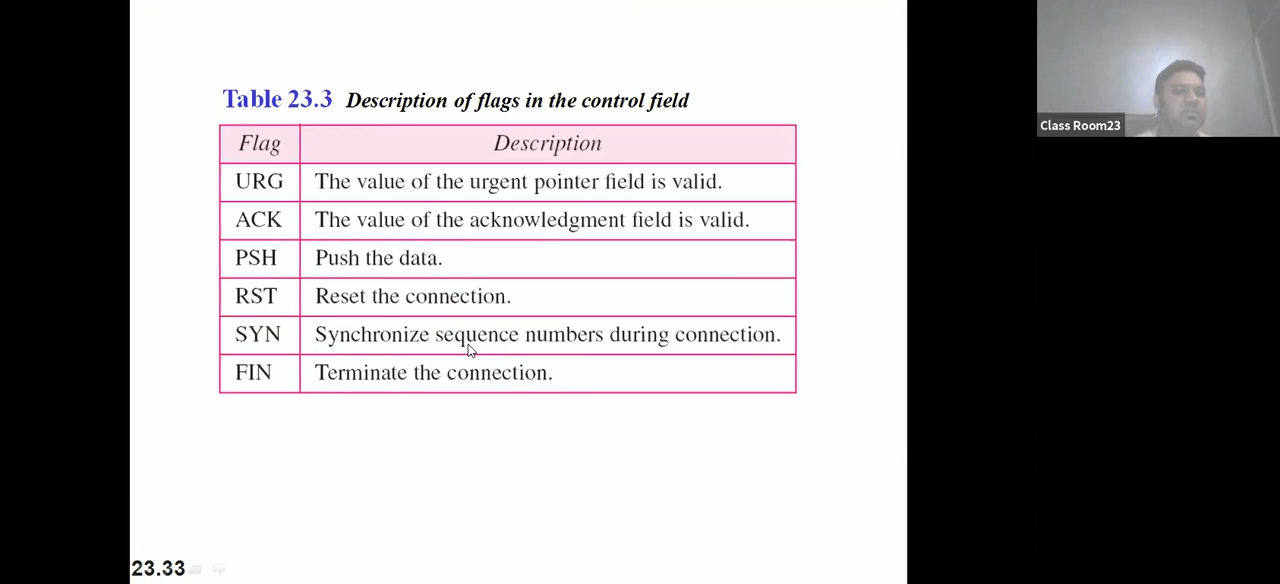 Table 23.3 Description of flags in the control field
Flag Description
URG The value of the urgent pointer field is valid.
ACK The value of the acknowledgment field is valid.
PSH Push the data.
RST Reset the connection.
SYN Synchronize sequence numbers during connection.
FIN Terminate the connection.
23.33
Class Room23